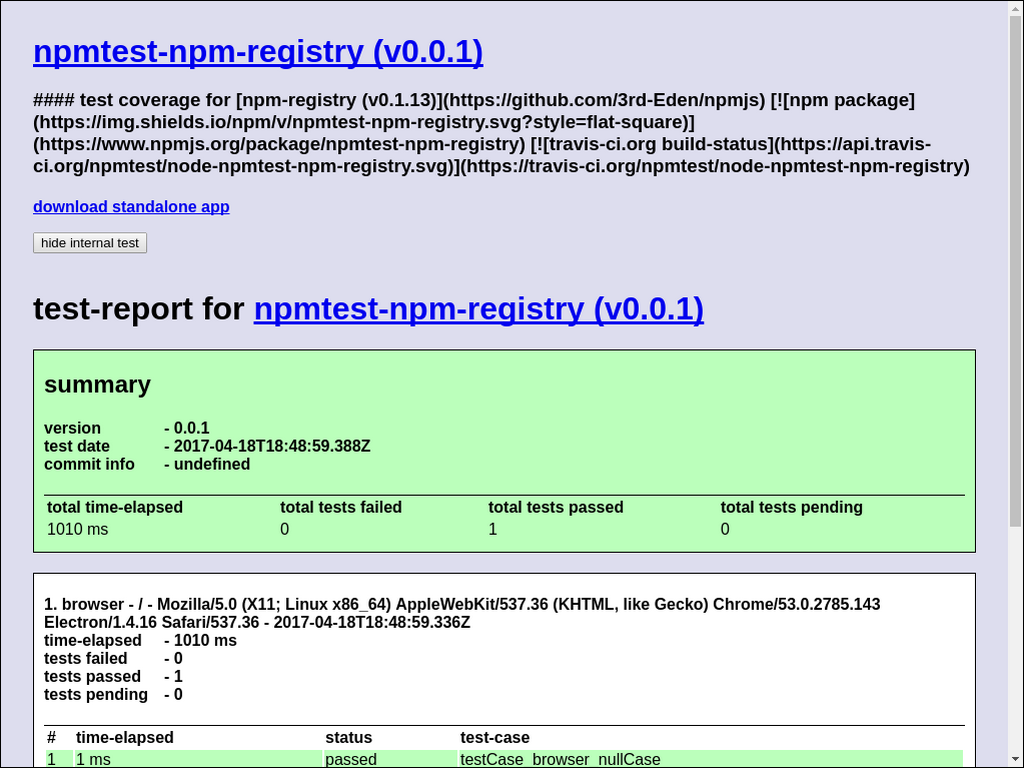 npmtest-npm-registry (v0.0.1)
#### test coverage for [npm-registry (v0.1.13)](https://github.com/3rd-Eden/npmjs) [![npm package]
(https://img.shields.io/npm/v/npmtest-npm-registry.svg?style=flat-square)]
(https://www.npmjs.org/package/npmtest-npm-registry) [![travis-ci.org build-status](https://api.travis-
ci.org/npmtest/node-npmtest-npm-registry.svg)](https://travis-ci.org/npmtest/node-npmtest-npm-registry)
download standalone app
hide internal test
test-report for npmtest-npm-registry (v0.0.1)
summary
version - 0.0.1
test date - 2017-04-18T18:48:59.388Z
commit info - undefined
total time-elapsed total tests failed total tests passed total tests pending
1010 ms 0 1 0
1. browser - / - Mozilla/5.0 (X11; Linux x86_64) AppleWebKit/537.36 (KHTML, like Gecko) Chrome/53.0.2785.143
Electron/1.4.16 Safari/537.36 - 2017-04-18T18:48:59.336Z
time-elapsed - 1010 ms
tests failed - 0
tests passed - 1
tests pending - 0
# time-elapsed status test-case
1 1 ms passed testCase_browser_nullCase